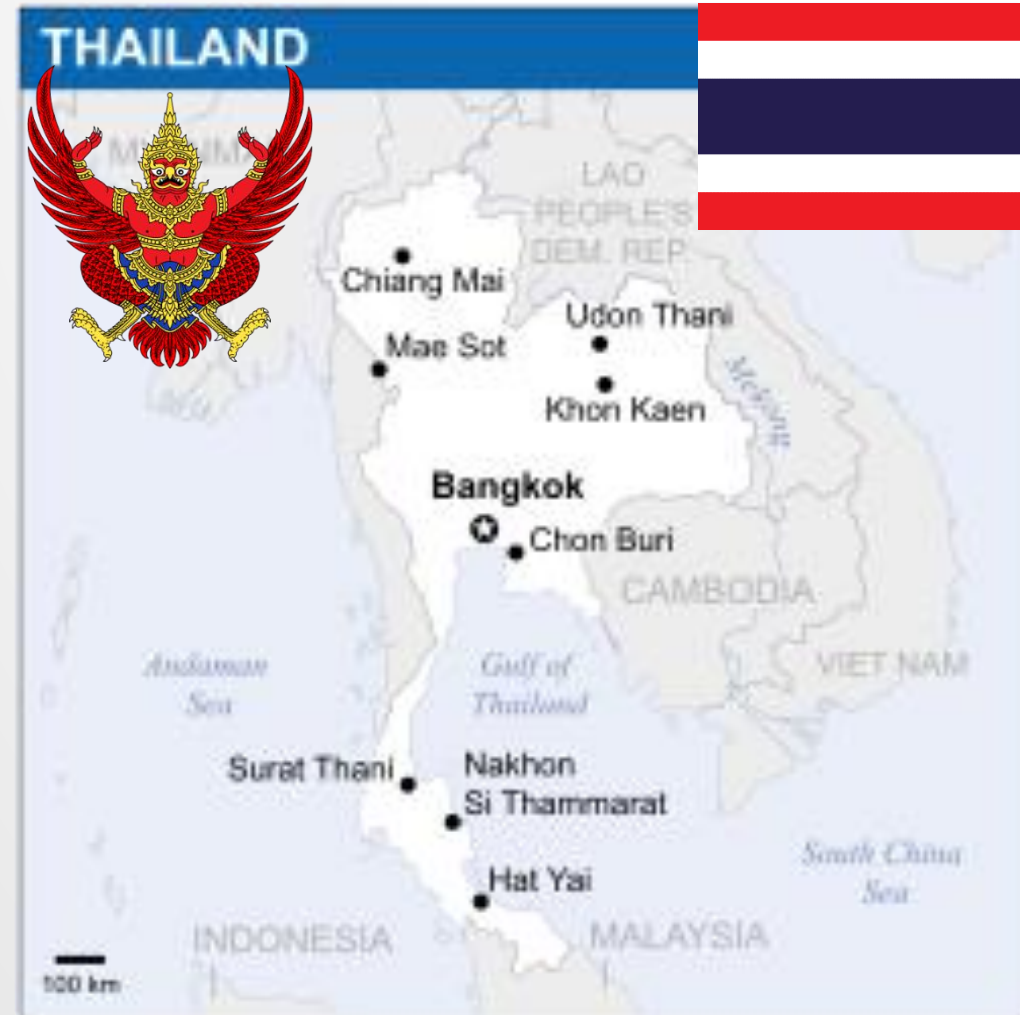 THAILAND
LAO
PEOPLE'S
DEM. REP.
Chiang Mai
Udon Thani
Mae Sot
Mekong
Khon Kaen
Bangkok
Chon Buri
CAMBODIA
Andaman
Sea
Gulf of
Thailand
VIET NAM
Surat Thani
Nakhon
Si Thammarat
South China
Sea
Hat Yai
INDONESIA
MALAYSIA
100 km